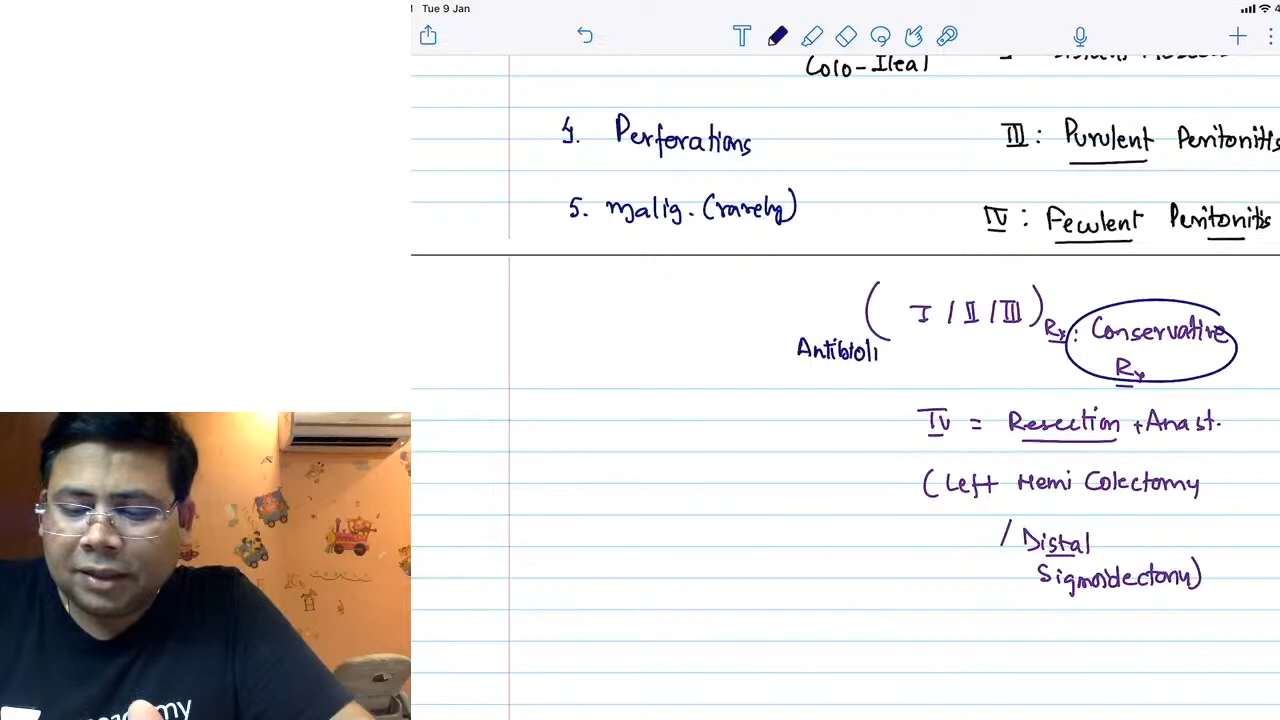 Tue 9 Jan
Colo-Ileal
4. Perforations
5. malig. (rarely)
III : Purulent Peritonitis
IV : Feculent Peritonitis
( I / II / III ) Rx : Conservative
Rx
Antibioti
IV = Resection + Anast.
(Left Hemi Colectomy
/ Distal
Sigmoidectomy)